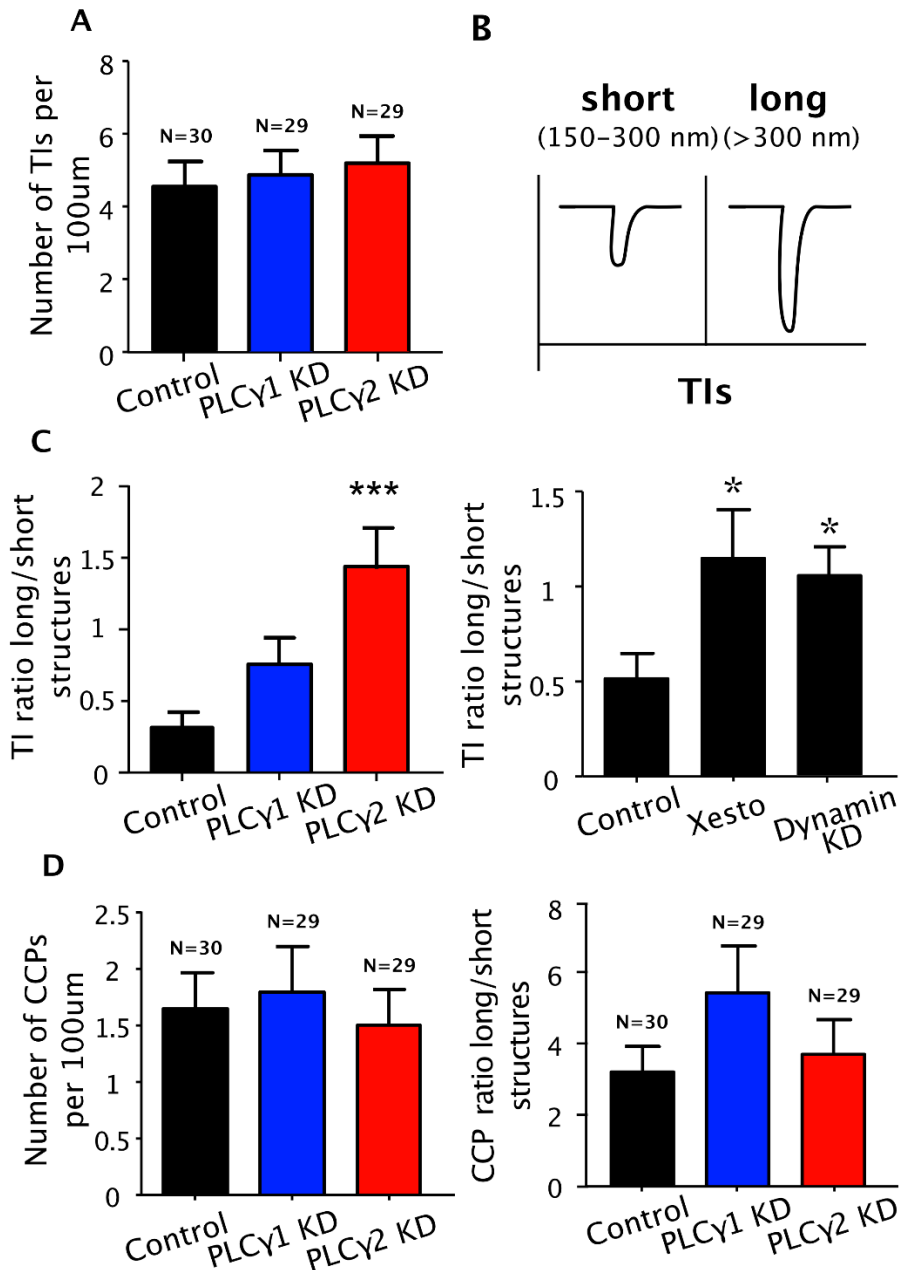 A
Number of TIs per
100um
8
6
4
2
0
N=30
N=29
N=29
Control
PLCγ1 KD
PLCγ2 KD
B
short
(150–300 nm)
long
(>300 nm)
TIs
C
TI ratio long/short
structures
2
1.5
1
0.5
0
***
Control
PLCγ1 KD
PLCγ2 KD
TI ratio long/short
structures
1.5
1
0.5
0
*
*
Control
Xesto
Dynamin
KD
D
Number of CCPs
per 100um
2.5
2
1.5
1
0.5
0
N=30
N=29
N=29
Control
PLCγ1 KD
PLCγ2 KD
CCP ratio long/short
structures
8
6
4
2
0
N=30
N=29
N=29
Control
PLCγ1 KD
PLCγ2 KD